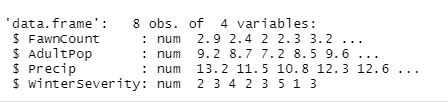 'data.frame':   8 obs. of  4 variables:
 $ FawnCount      : num  2.9 2.4 2 2.3 3.2 ...
 $ AdultPop       : num  9.2 8.7 7.2 8.5 9.6 ...
 $ Precip         : num  13.2 11.5 10.8 12.3 12.6 ...
 $ WinterSeverity: num  2 3 4 2 3 5 1 3